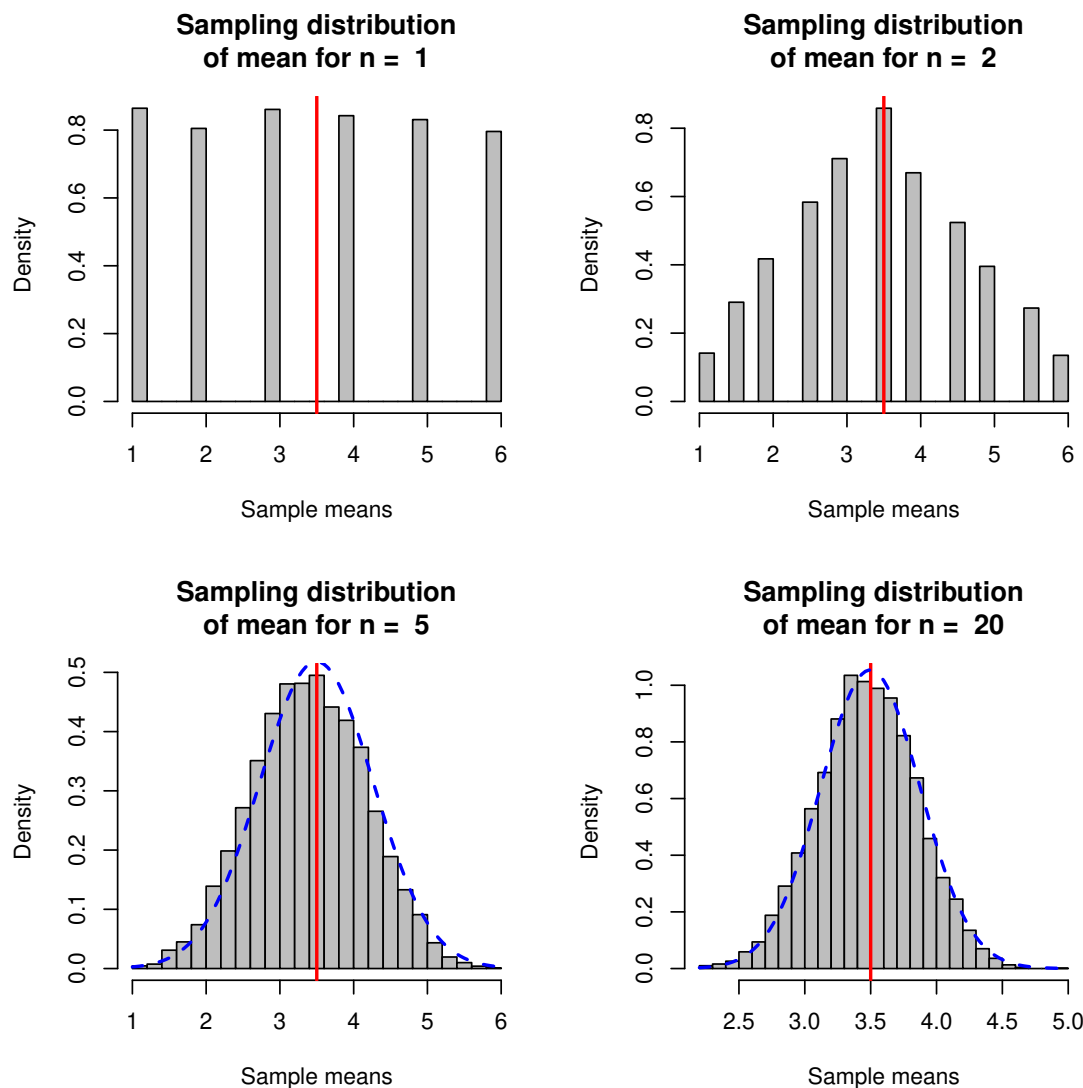 Sampling distribution
of mean for n =  1
Density
0.0 0.2 0.4 0.6 0.8
1 2 3 4 5 6
Sample means
Sampling distribution
of mean for n =  2
Density
0.0 0.2 0.4 0.6 0.8
1 2 3 4 5 6
Sample means
Sampling distribution
of mean for n =  5
Density
0.0 0.1 0.2 0.3 0.4 0.5
1 2 3 4 5 6
Sample means
Sampling distribution
of mean for n =  20
Density
0.0 0.2 0.4 0.6 0.8 1.0
2.5 3.0 3.5 4.0 4.5 5.0
Sample means